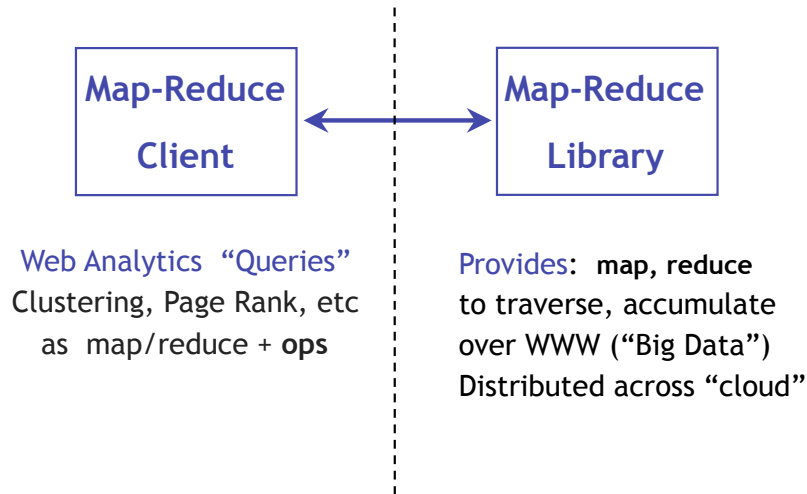 Map-Reduce
Client
Map-Reduce
Library
Web Analytics “Queries”
Clustering, Page Rank, etc
as map/reduce + ops
Provides: map, reduce
to traverse, accumulate
over WWW (“Big Data”)
Distributed across “cloud”